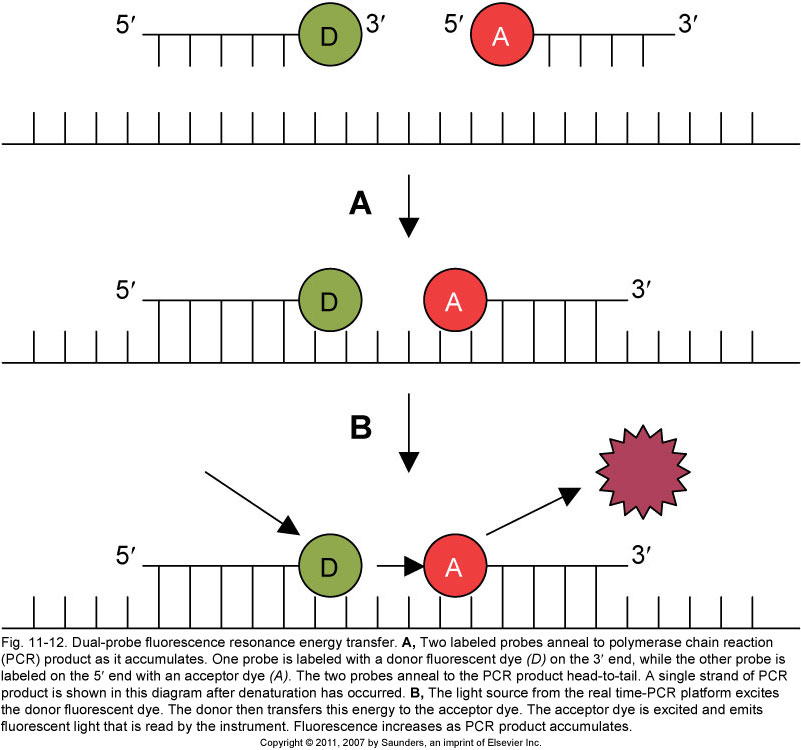 5′ D 3′ 5′ A 3′
A
5′ D A 3′
B
5′ D A 3′
Fig. 11-12. Dual-probe fluorescence resonance energy transfer. A, Two labeled probes anneal to polymerase chain reaction
(PCR) product as it accumulates. One probe is labeled with a donor fluorescent dye (D) on the 3′ end, while the other probe is
labeled on the 5′ end with an acceptor dye (A). The two probes anneal to the PCR product head-to-tail. A single strand of PCR
product is shown in this diagram after denaturation has occurred. B, The light source from the real time-PCR platform excites
the donor fluorescent dye. The donor then transfers this energy to the acceptor dye. The acceptor dye is excited and emits
fluorescent light that is read by the instrument. Fluorescence increases as PCR product accumulates.
Copyright © 2011, 2007 by Saunders, an imprint of Elsevier Inc.